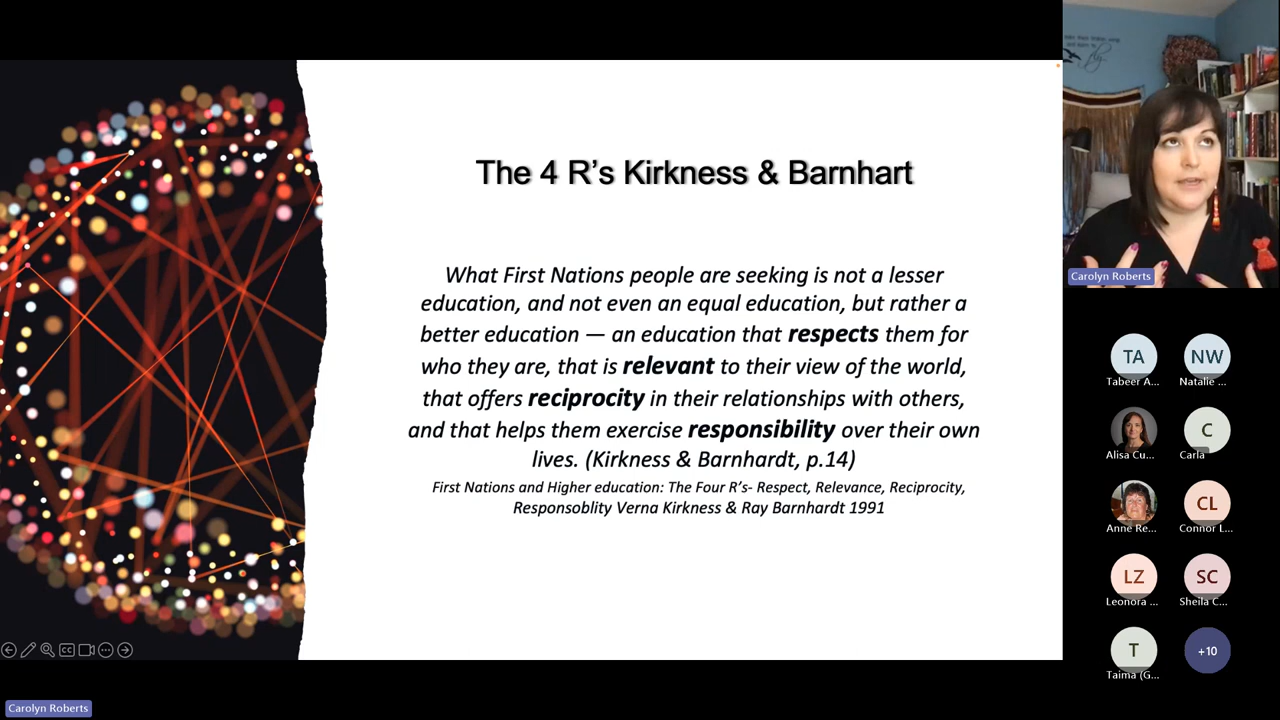 The 4 R's Kirkness & Barnhart
What First Nations people are seeking is not a lesser
education, and not even an equal education, but rather a
better education — an education that respects them for
who they are, that is relevant to their view of the world,
that offers reciprocity in their relationships with others,
and that helps them exercise responsibility over their own
lives. (Kirkness & Barnhardt, p.14)
First Nations and Higher education: The Four R's- Respect, Relevance, Reciprocity,
Responsoblity Verna Kirkness & Ray Barnhardt 1991
CC
Carolyn Roberts
fly
Carolyn Roberts
TA
Tabeer A...
NW
Natalie ...
Alisa Cu...
C
Carla
Anne Re...
CL
Connor L...
LZ
Leonora ...
SC
Sheila C...
T
Taima (G...
+10